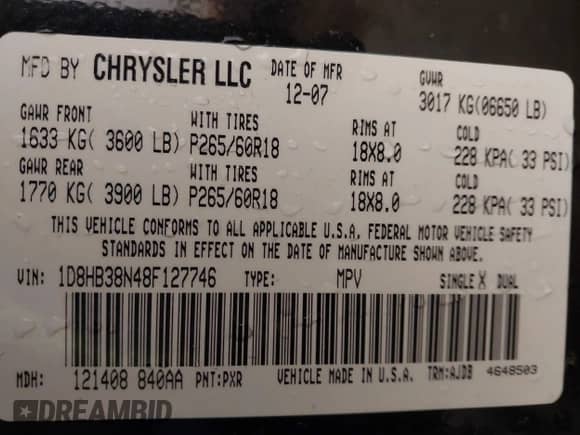 MFD BY CHRYSLER LLC DATE OF MFR GVWR
12-07 3017 KG(06650 LB)
GAWR FRONT WITH TIRES RIMS AT COLD
1633 KG( 3600 LB) P265/60R18 18X8.0 228 KPA( 33 PSI)
GAWR REAR WITH TIRES RIMS AT COLD
1770 KG( 3900 LB) P265/60R18 18X8.0 228 KPA( 33 PSI)
THIS VEHICLE CONFORMS TO ALL APPLICABLE U.S.A. FEDERAL MOTOR VEHICLE SAFETY
STANDARDS IN EFFECT ON THE DATE OF MANUFACTURE SHOWN ABOVE.
VIN: 1D8HB38N48F127746 TYPE: MPV SINGLE X DUAL
MDH: 121408 840AA PNT:PXR VEHICLE MADE IN U.S.A. TRM:AJDB 4648503
DREAMBID